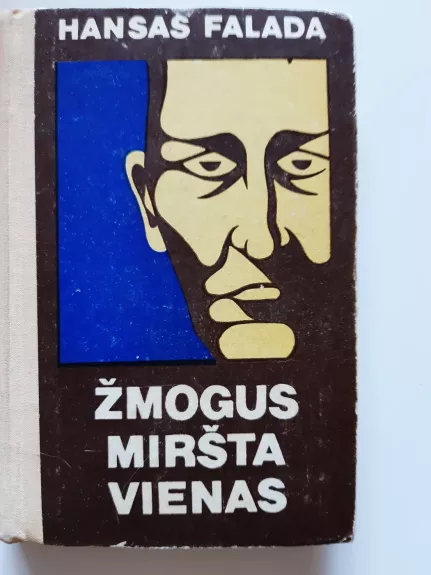 HANSAS FALADA
ŽMOGUS
MIRŠTA
VIENAS